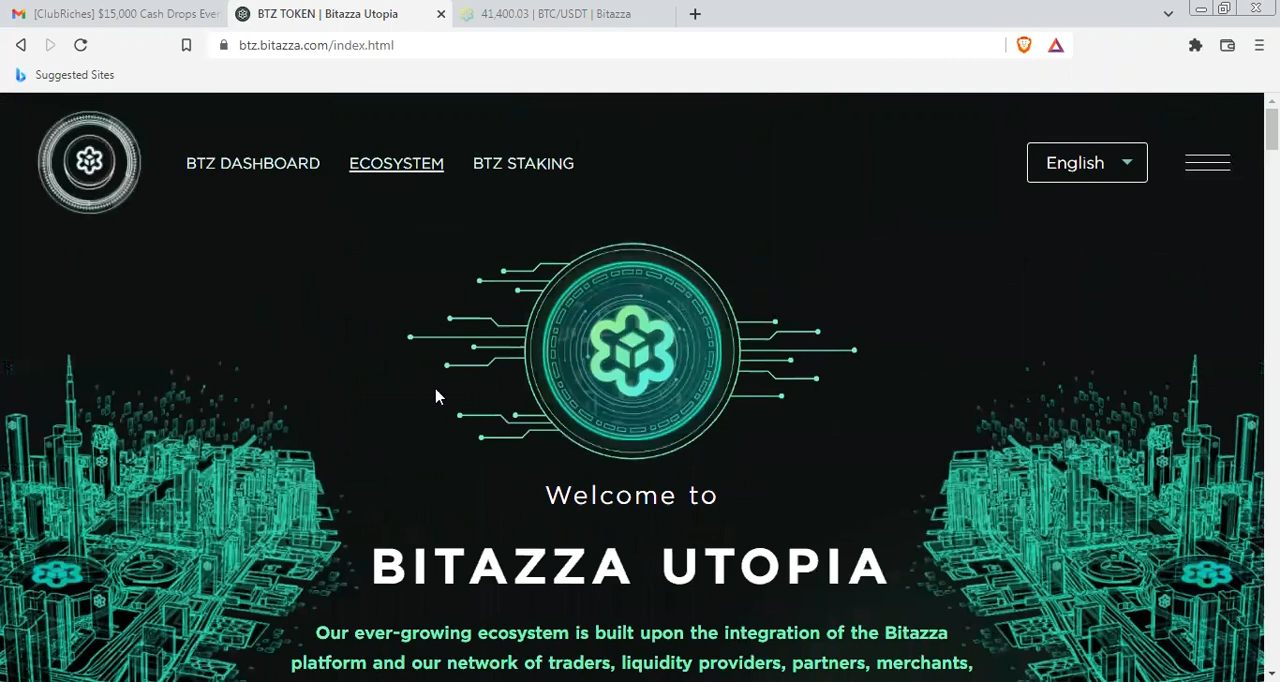 [ClubRiches] $15,000 Cash Drops Ever
BTZ TOKEN | Bitazza Utopia
41,400.03 | BTC/USDT | Bitazza
btz.bitazza.com/index.html
Suggested Sites
BTZ DASHBOARD
ECOSYSTEM
BTZ STAKING
English
Welcome to
BITAZZA UTOPIA
Our ever-growing ecosystem is built upon the integration of the Bitazza
platform and our network of traders, liquidity providers, partners, merchants,